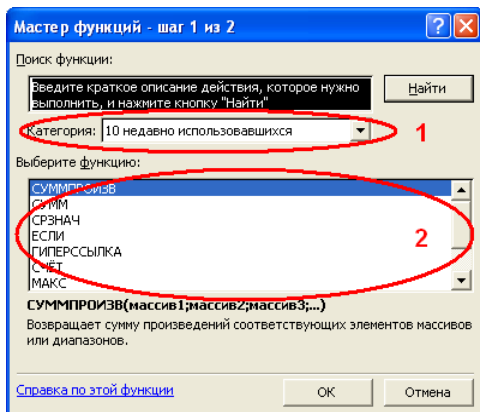 Мастер функций - шаг 1 из 2
Поиск функции:
Введите краткое описание действия, которое нужно
выполнить, и нажмите кнопку "Найти"
Найти
Категория: 10 недавно использовавшихся
1
Выберите функцию:
СУММПРОИЗВ
СУММ
СРЗНАЧ
ЕСЛИ
ГИПЕРССЫЛКА
СЧЁТ
МАКС
2
СУММПРОИЗВ(массив1;массив2;массив3;...)
Возвращает сумму произведений соответствующих элементов массивов
или диапазонов.
Справка по этой функции
ОК
Отмена